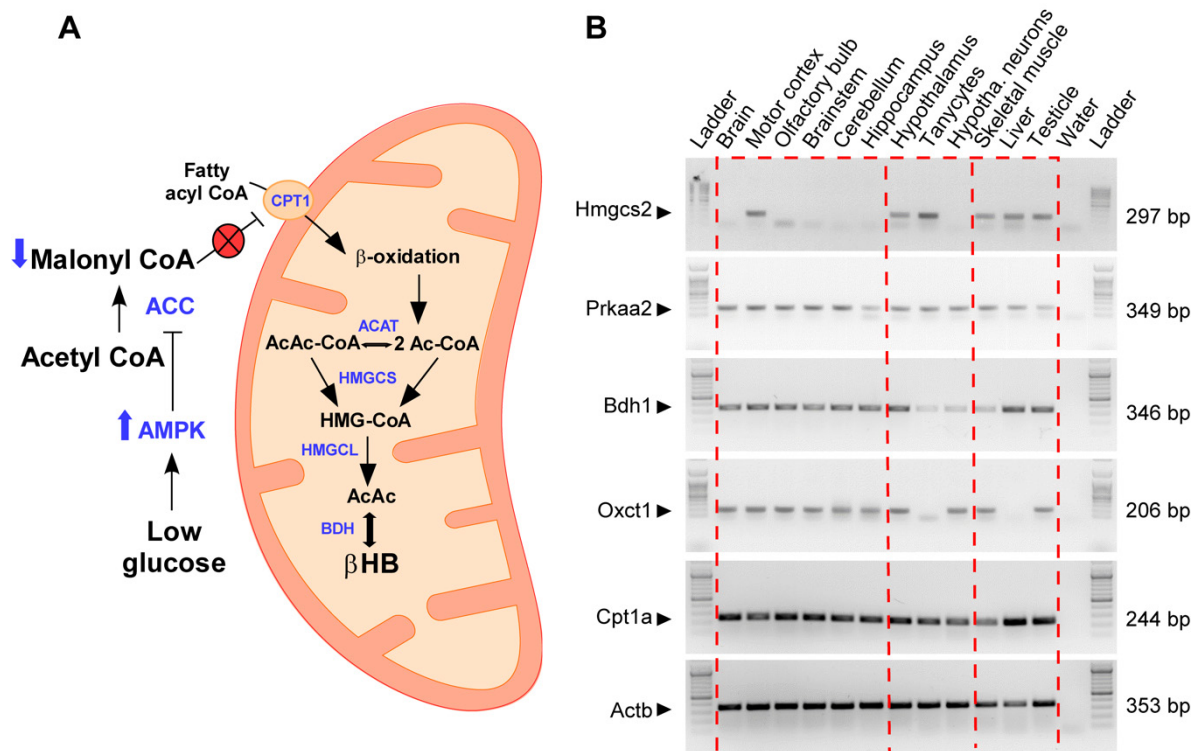 A
Fatty
acyl CoA
CPT1
Malonyl CoA
β-oxidation
ACC
ACAT
AcAc-CoA
2 Ac-CoA
Acetyl CoA
HMGCS
HMG-CoA
AMPK
HMGCL
AcAc
BDH
Low
glucose
βHB
B
Ladder
Brain
Motor cortex
Olfactory bulb
Brainstem
Cerebellum
Hippocampus
Hypothalamus
Tanycytes
Hypotha. neurons
Skeletal muscle
Liver
Testicle
Water
Ladder
Hmgcs2
297 bp
Prkaa2
349 bp
Bdh1
346 bp
Oxct1
206 bp
Cpt1a
244 bp
Actb
353 bp